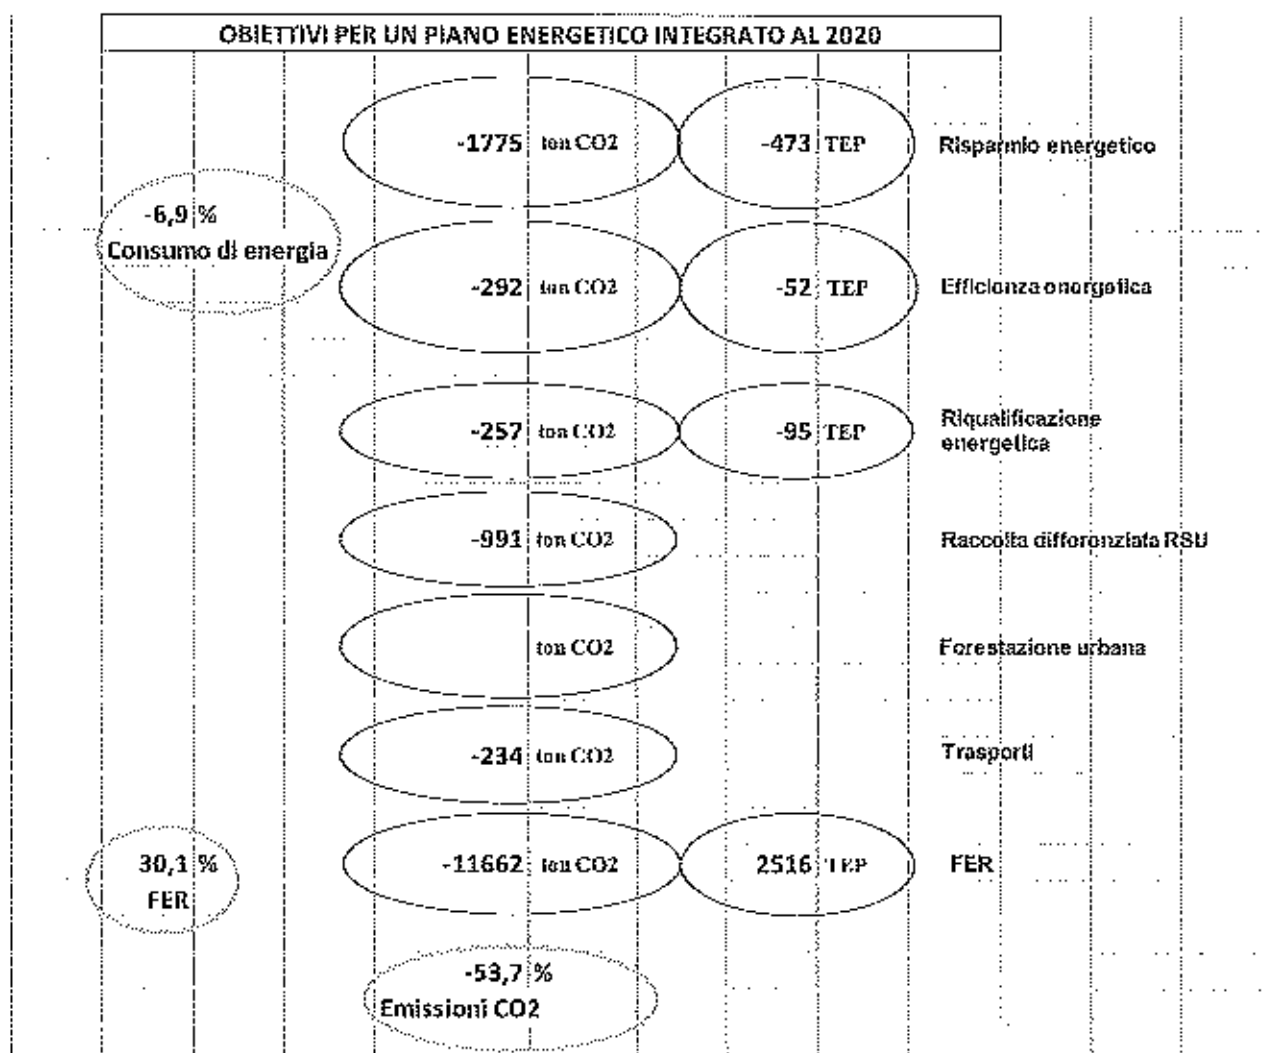 OBIETTIVI PER UN PIANO ENERGETICO INTEGRATO AL 2020
-1775 ton CO2 -473 TEP Risparmio energetico
-6,9 %
Consumo di energia
-292 ton CO2 -52 TEP Efficienza energetica
-257 ton CO2 -95 TEP Riqualificazione
energetica
-991 ton CO2 Raccolta differenziata RSU
ton CO2 Forestazione urbana
-234 ton CO2 Trasporti
30,1 % -11662 ton CO2 2516 TEP FER
FER
-53,7 %
Emissioni CO2